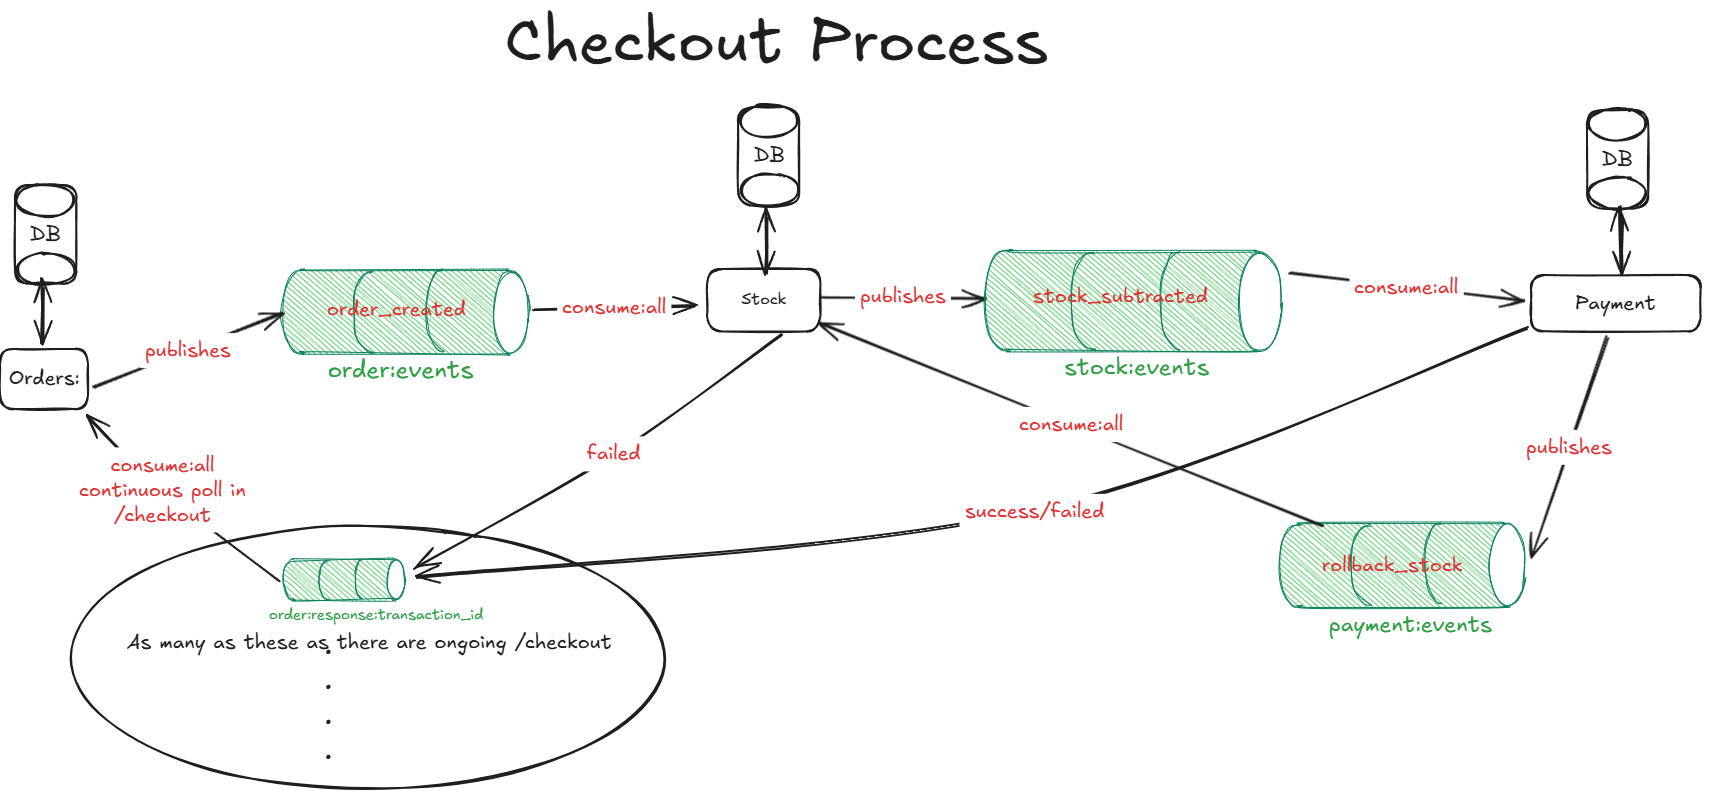 Checkout Process
DB
DB
DB
Orders:
publishes
order_created
order:events
consume:all
Stock
publishes
stock_subtracted
stock:events
consume:all
Payment
failed
consume:all
success/failed
publishes
rollback_stock
payment:events
consume:all
continuous poll in
/checkout
order:response:transaction_id
As many as these as there are ongoing /checkout